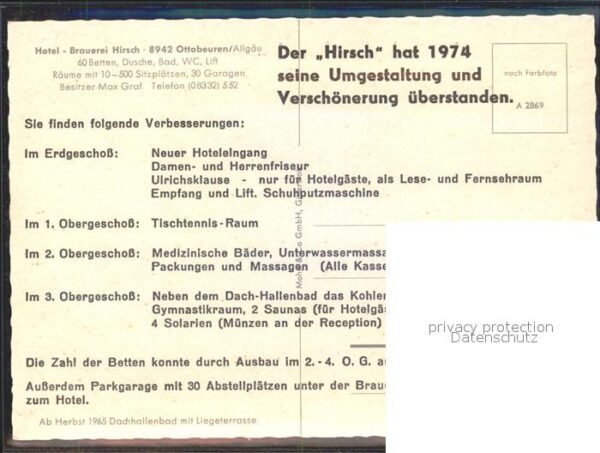 Hotel - Brauerei Hirsch · 8942 Ottobeuren/Allgäu
60 Betten, Dusche, Bad, WC, Lift
Räume mit 10-500 Sitzplätzen, 30 Garagen
Besitzer Max Graf Telefon (08332) 552
Der „Hirsch“ hat 1974
seine Umgestaltung und
Verschönerung überstanden.
nach Farbfoto
A 2869
Sie finden folgende Verbesserungen:
Im Erdgeschoß: Neuer Hoteleingang
Damen- und Herrenfriseur
Ulrichsklause - nur für Hotelgäste, als Lese- und Fernsehraum
Empfang und Lift. Schuhputzmaschine
Im 1. Obergeschoß: Tischtennis-Raum
Im 2. Obergeschoß: Medizinische Bäder,
Packungen und Massagen (Alle
Im 3. Obergeschoß: Neben dem Dach-Hallenbad das
Gymnastikraum, 2 Saunas (für
4 Solarien (Münzen an der Reception)
Die Zahl der Betten konnte durch Ausbau im 2.-4. O. G.
Außerdem Parkgarage mit 30 Abstellplätzen unter der
zum Hotel.
Ab Herbst 1965 Dachhallenbad mit Liegeterrasse
GmbH,
privacy protection
Datenschutz